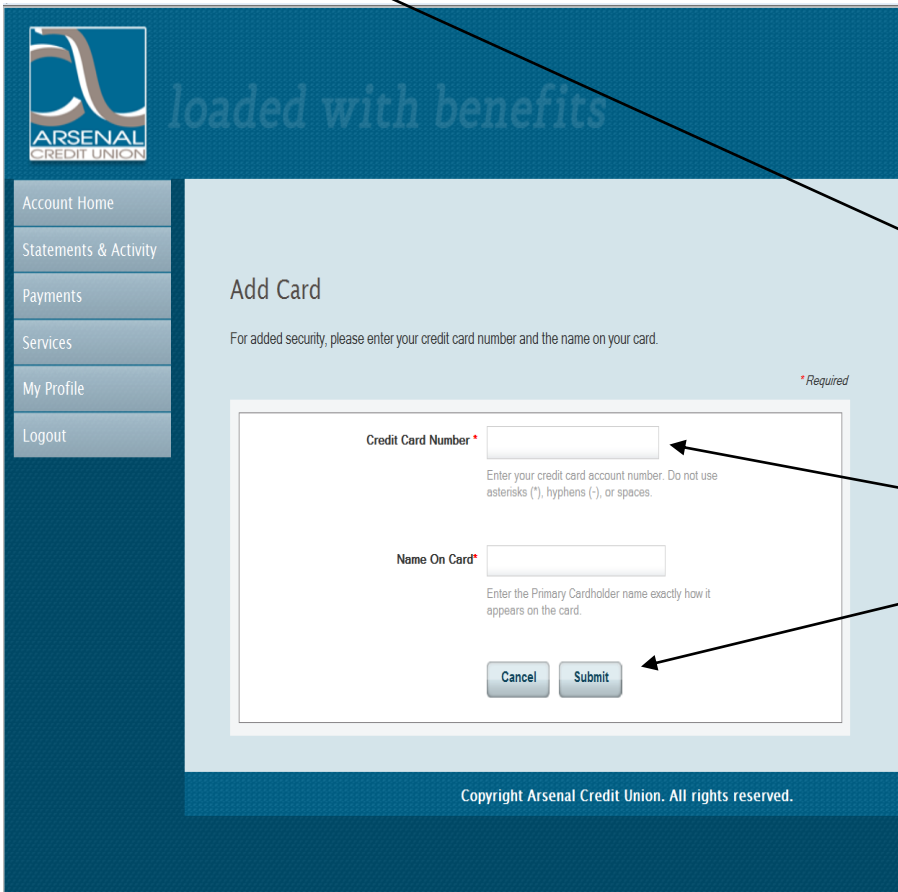 loaded with benefits
ARSENAL
CREDIT UNION
Account Home
Statements & Activity
Payments
Services
My Profile
Logout
Add Card
For added security, please enter your credit card number and the name on your card.
* Required
Credit Card Number *
Enter your credit card account number. Do not use
asterisks (*), hyphens (-), or spaces.
Name On Card*
Enter the Primary Cardholder name exactly how it
appears on the card.
Cancel Submit
Copyright Arsenal Credit Union. All rights reserved.